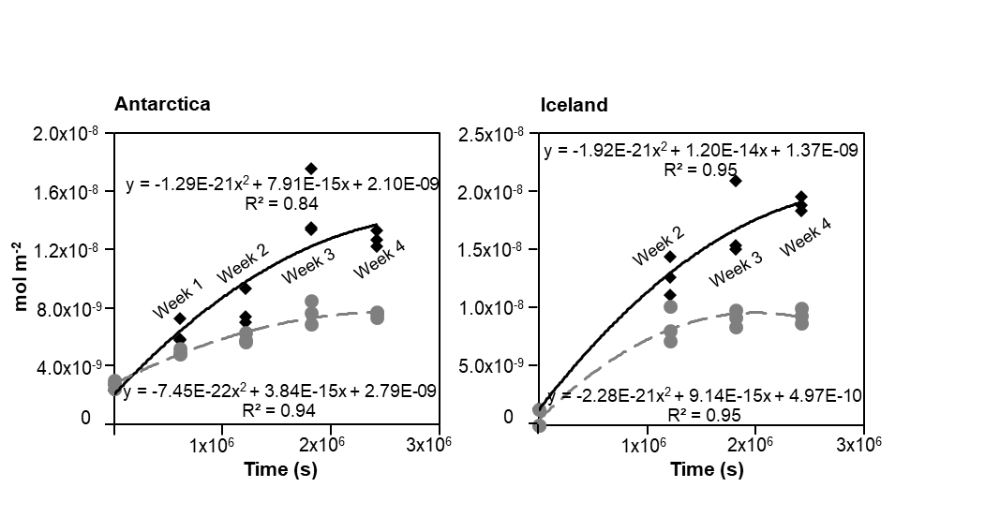 Antarctica
2.0x10⁻⁸
1.6x10⁻⁸
1.2x10⁻⁸
8.0x10⁻⁹
4.0x10⁻⁹
0
mol m⁻²
y = -1.29E-21x² + 7.91E-15x + 2.10E-09
R² = 0.84
Week 1
Week 2
Week 3
Week 4
y = -7.45E-22x² + 3.84E-15x + 2.79E-09
R² = 0.94
1x10⁶
2x10⁶
3x10⁶
Time (s)
Iceland
2.5x10⁻⁸
2.0x10⁻⁸
1.5x10⁻⁸
1.0x10⁻⁸
5.0x10⁻⁹
0
y = -1.92E-21x² + 1.20E-14x + 1.37E-09
R² = 0.95
Week 2
Week 3
Week 4
y = -2.28E-21x² + 9.14E-15x + 4.97E-10
R² = 0.95
1x10⁶
2x10⁶
3x10⁶
Time (s)